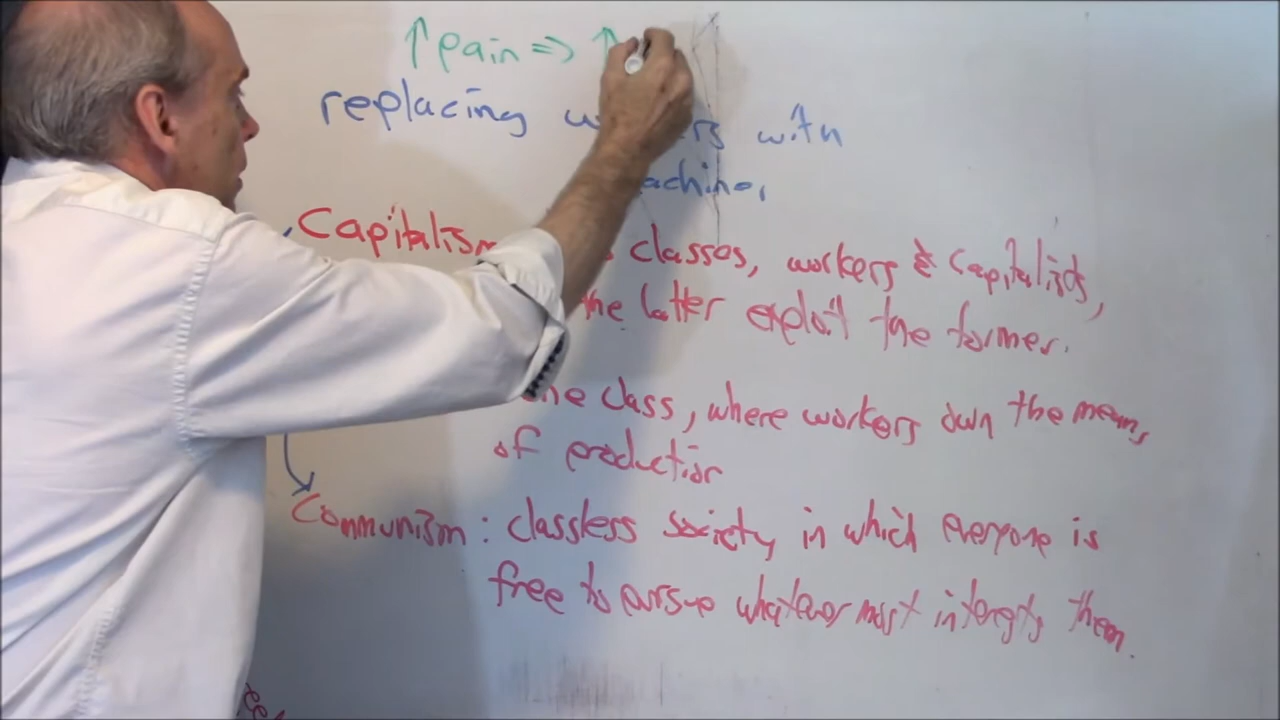 ↑ pain => ↑
replacing with
Capitalism classes, workers & Capitalists,
the latter exploit the former.
class, where workers own the means
of production
Communism: classless society in which everyone is
free to pursue whatever most interests them.